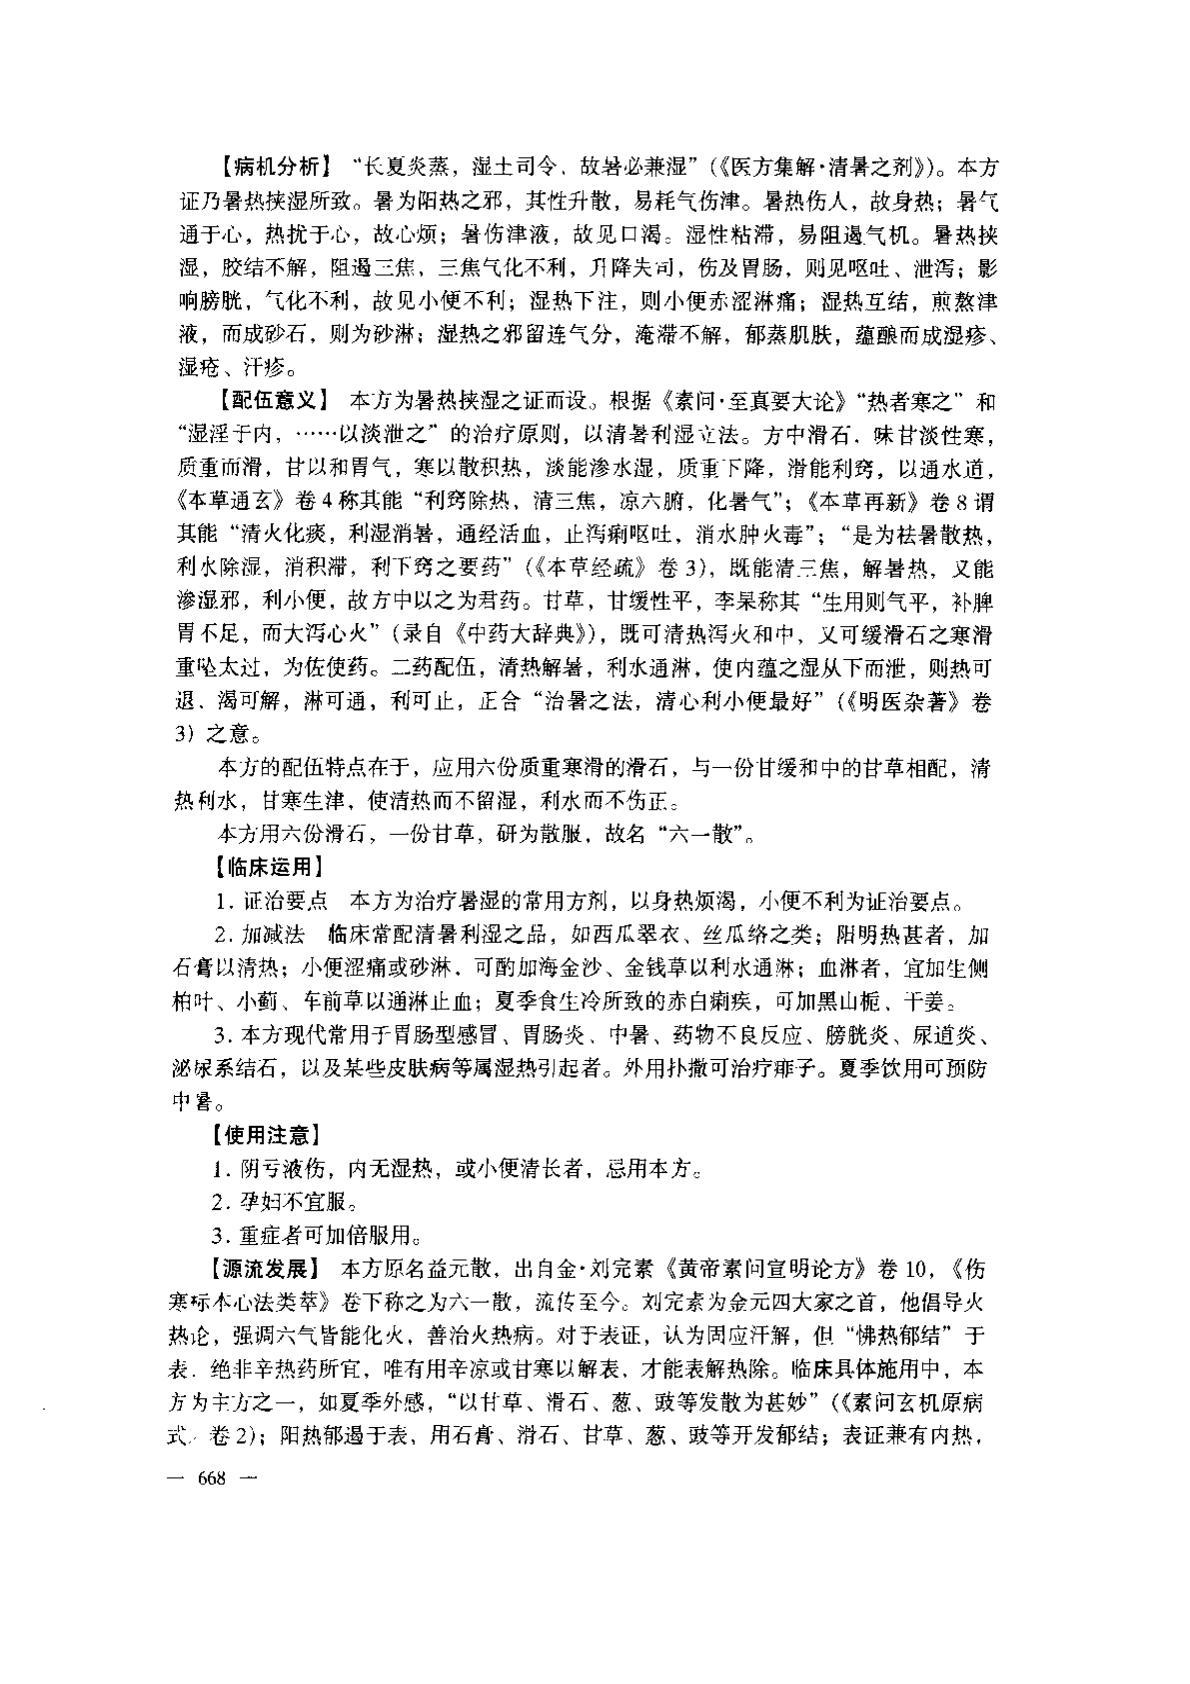 【病机分析】 “长夏炎蒸，湿土司令，故暑必兼湿”(《医方集解·清暑之剂》)。本方
证乃暑热挟湿所致。暑为阳热之邪，其性升散，易耗气伤津。暑热伤人，故身热；暑气
通于心，热扰于心，故心烦；暑伤津液，故见口渴。湿性粘滞，易阻遏气机。暑热挟
湿，胶结不解，阻遏三焦，三焦气化不利，升降失司，伤及胃肠，则见呕吐、泄泻；影
响膀胱，气化不利，故见小便不利；湿热下注，则小便赤涩淋痛；湿热互结，煎熬津
液，而成砂石，则为砂淋；湿热之邪留连气分，淹滞不解，郁蒸肌肤，蕴酿而成湿疹、
湿疮、汗疹。
【配伍意义】 本方为暑热挟湿之证而设。根据《素问·至真要大论》“热者寒之”和
“湿淫于内，……以淡泄之”的治疗原则，以清暑利湿立法。方中滑石，味甘淡性寒，
质重而滑，甘以和胃气，寒以散积热，淡能渗水湿，质重下降，滑能利窍，以通水道，
《本草通玄》卷 4 称其能“利窍除热，清三焦，凉六腑，化暑气”；《本草再新》卷 8 谓
其能“清火化痰，利湿消暑，通经活血，止泻痢呕吐，消水肿火毒”；“是为祛暑散热，
利水除湿，消积滞，利下窍之要药”(《本草经疏》卷 3)，既能清三焦，解暑热，又能
渗湿邪，利小便，故方中以之为君药。甘草，甘缓性平，李杲称其“生用则气平，补脾
胃不足，而大泻心火”(录自《中药大辞典》)，既可清热泻火和中，又可缓滑石之寒滑
重坠太过，为佐使药。二药配伍，清热解暑，利水通淋，使内蕴之湿从下而泄，则热可
退、渴可解，淋可通，利可止，正合“治暑之法，清心利小便最好”(《明医杂著》卷
3) 之意。
本方的配伍特点在于，应用六份质重寒滑的滑石，与一份甘缓和中的甘草相配，清
热利水，甘寒生津，使清热而不留湿，利水而不伤正。
本方用六份滑石，一份甘草，研为散服，故名“六一散”。
【临床运用】
1. 证治要点 本方为治疗暑湿的常用方剂，以身热烦渴，小便不利为证治要点。
2. 加减法 临床常配清暑利湿之品，如西瓜翠衣、丝瓜络之类；阳明热甚者，加
石膏以清热；小便涩痛或砂淋，可酌加海金沙、金钱草以利水通淋；血淋者，宜加生侧
柏叶、小蓟、车前草以通淋止血；夏季食生冷所致的赤白痢疾，可加黑山栀、干姜。
3. 本方现代常用于胃肠型感冒、胃肠炎、中暑、药物不良反应、膀胱炎、尿道炎、
泌尿系结石，以及某些皮肤病等属湿热引起者。外用扑撒可治疗痱子。夏季饮用可预防
中暑。
【使用注意】
1. 阴亏液伤，内无湿热，或小便清长者，忌用本方。
2. 孕妇不宜服。
3. 重症者可加倍服用。
【源流发展】 本方原名益元散，出自金·刘完素《黄帝素问宣明论方》卷 10，《伤
寒标本心法类萃》卷下称之为六一散，流传至今。刘完素为金元四大家之首，他倡导火
热论，强调六气皆能化火，善治火热病。对于表证，认为固应汗解，但“怫热郁结”于
表，绝非辛热药所宜，唯有用辛凉或甘寒以解表，才能表解热除。临床具体施用中，本
方为主方之一，如夏季外感，“以甘草、滑石、葱、豉等发散为甚妙”(《素问玄机原病
式》卷 2)；阳热郁遏于表，用石膏、滑石、甘草、葱、豉等开发郁结；表证兼有内热，
— 668 —